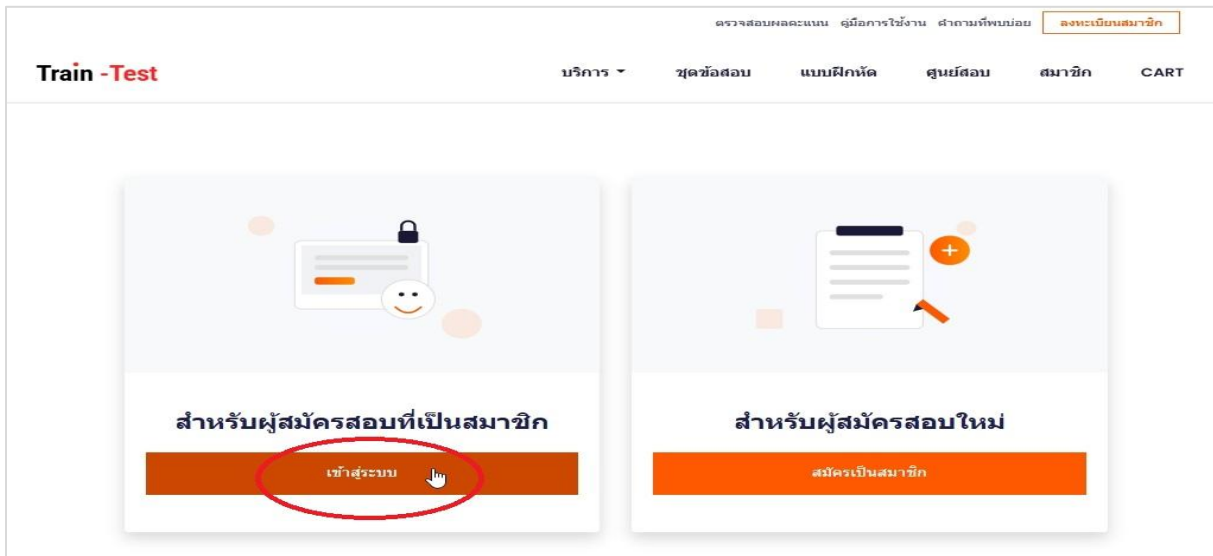 ตรวจสอบผลคะแนน คู่มือการใช้งาน คำถามที่พบบ่อย ลงทะเบียนสมาชิก
Train -Test บริการ ชุดข้อสอบ แบบฝึกหัด ศูนย์สอบ สมาชิก CART
สำหรับผู้สมัครสอบที่เป็นสมาชิก
เข้าสู่ระบบ
สำหรับผู้สมัครสอบใหม่
สมัครเป็นสมาชิก